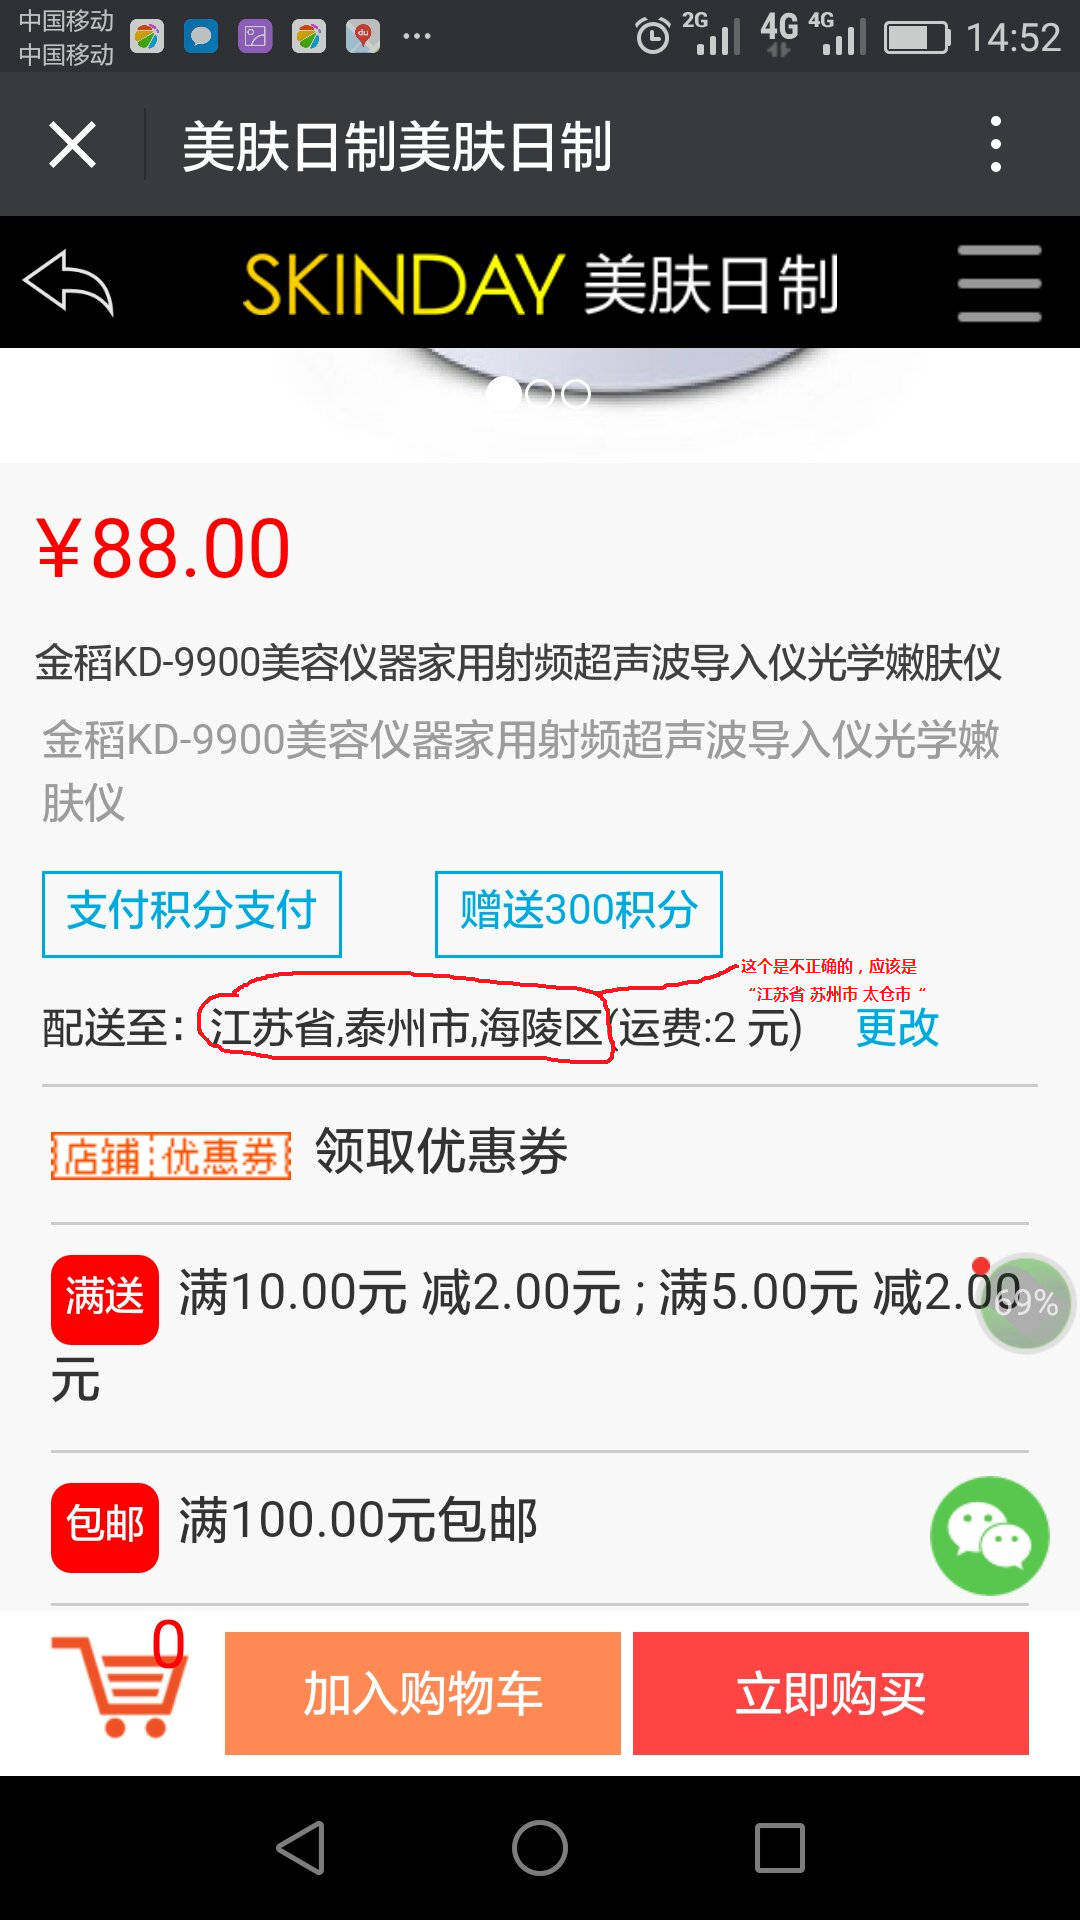 中国移动
中国移动
2G 4G 4G 14:52
du
美肤日制美肤日制
SKINDAY 美肤日制
¥88.00
金稻KD-9900美容仪器家用射频超声波导入仪光学嫩肤仪
金稻KD-9900美容仪器家用射频超声波导入仪光学嫩
肤仪
支付积分支付 赠送300积分
这个是不正确的，应该是
“江苏省 苏州市 太仓市“
配送至：江苏省,泰州市,海陵区(运费:2 元) 更改
店铺 优惠券 领取优惠券
满送 满10.00元 减2.00元 ; 满5.00元 减2.00
69%
元
包邮 满100.00元包邮
0
加入购物车 立即购买